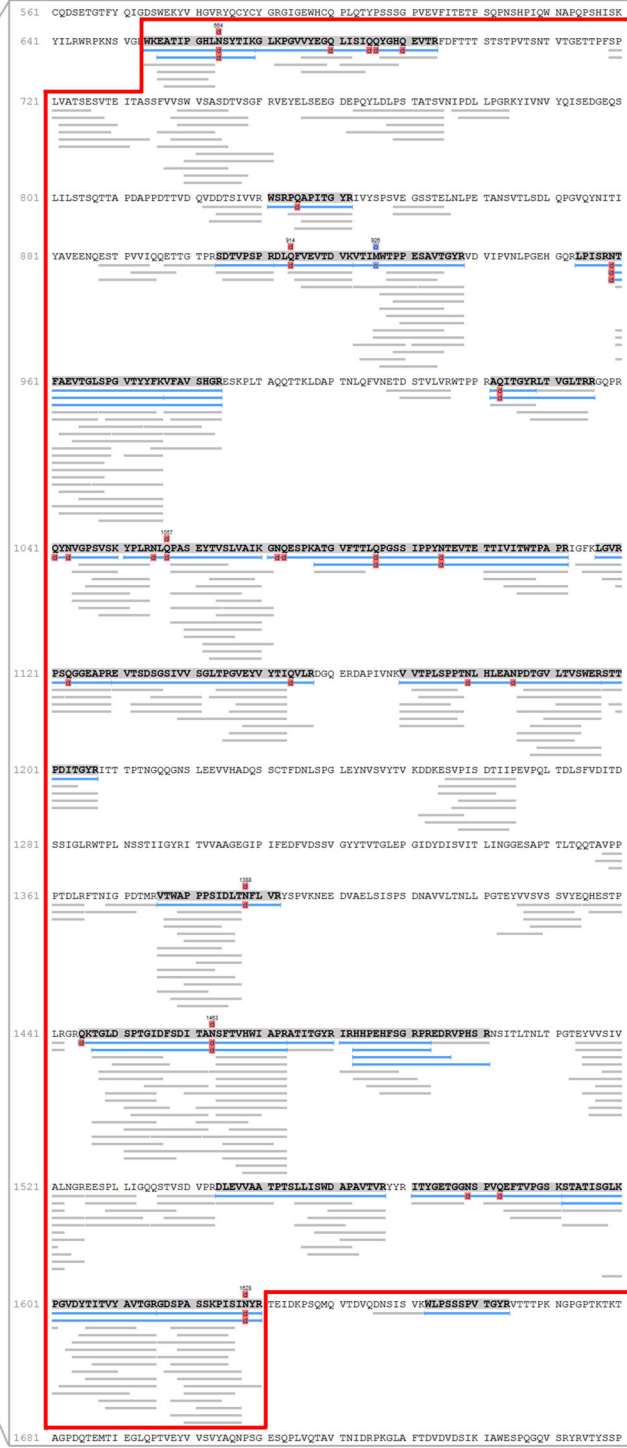 561 CQDSETGTFY QIGDSWEKYV HGVRYQCYCY GRGIGEWHCQ PLQTYPSSSG PVEVFITETP SQPNSHPIQW NAPQPSHISK
664
d
641 YILRWRPKNS VGRWKEATIP GHLNSYTIKG LKPGVVYEGQ LISIQQYGHQ EVTRFDFTTT STSTPVTSNT VTGETTPFSP
d d d d d
d
721 LVATSESVTE ITASSFVVSW VSASDTVSGF RVEYELSEEG DEPQYLDLPS TATSVNIPDL LPGRKYIVNV YQISEDGEQS
801 LILSTSQTTA PDAPPDTTVD QVDDTSIVVR WSRPQAPITG YRIVYSPSVE GSSTELNLPE TANSVTLSDL QPGVQYNITI
d
914 926
d o
881 YAVEENQEST PVVIQQETTG TPRSDTVPSP RDLQFVEVTD VKVTIMWTPP ESAVTGYRVD VIPVNLPGEH GQRLPISRNT
d o d
d
d
961 FAEVTGLSPG VTYYFKVFAV SHGRESKPLT AQQTTKLDAP TNLQFVNETD STVLVRWTPP RAQITGYRLT VGLTRRGQPR
d
d
1057
d
1041 QYNVGPSVSK YPLRNLQPAS EYTVSLVAIK GNQESPKATG VFTTLQPGSS IPPYNTEVTE TTIVITWTPA PRIGFKLGVR
d d d d d d d d
d d
1121 PSQGGEAPRE VTSDSGSIVV SGLTPGVEYV YTIQVLRDGQ ERDAPIVNKV VTPLSPPTNL HLEANPDTGV LTVSWERSTT
d d d d
1201 PDITGYRITT TPTNGQQGNS LEEVVHADQS SCTFDNLSPG LEYNVSVYTV KDDKESVPIS DTIIPEVPQL TDLSFVDITD
1281 SSIGLRWTPL NSSTIIGYRI TVVAAGEGIP IFEDFVDSSV GYYTVTGLEP GIDYDISVIT LINGGESAPT TLTQQTAVPP
1388
d
1361 PTDLRFTNIG PDTMRVTWAP PPSIDLTNFL VRYSPVKNEE DVAELSISPS DNAVVLTNLL PGTEYVVSVS SVYEQHESTP
d
1463
d
1441 LRGRQKTGLD SPTGIDFSDI TANSFTVHWI APRATITGYR IRHHPEHFSG RPREDRVPHS RNSITLTNLT PGTEYVVSIV
d d
d
1521 ALNGREESPL LIGQQSTVSD VPRDLEVVAA TPTSLLISWD APAVTVRYYR ITYGETGGNS PVQEFTVPGS KSTATISGLK
d d
1628
d
1601 PGVDYTITVY AVTGRGDSPA SSKPISINYR TEIDKPSQMQ VTDVQDNSIS VKWLPSSSPV TGYRVTTTPK NGPGPTKTKT
d
d
1681 AGPDQTEMTI EGLQPTVEYV VSVYAQNPSG ESQPLVQTAV TNIDRPKGLA FTDVDVDSIK IAWESPQGQV SRYRVTYSSP